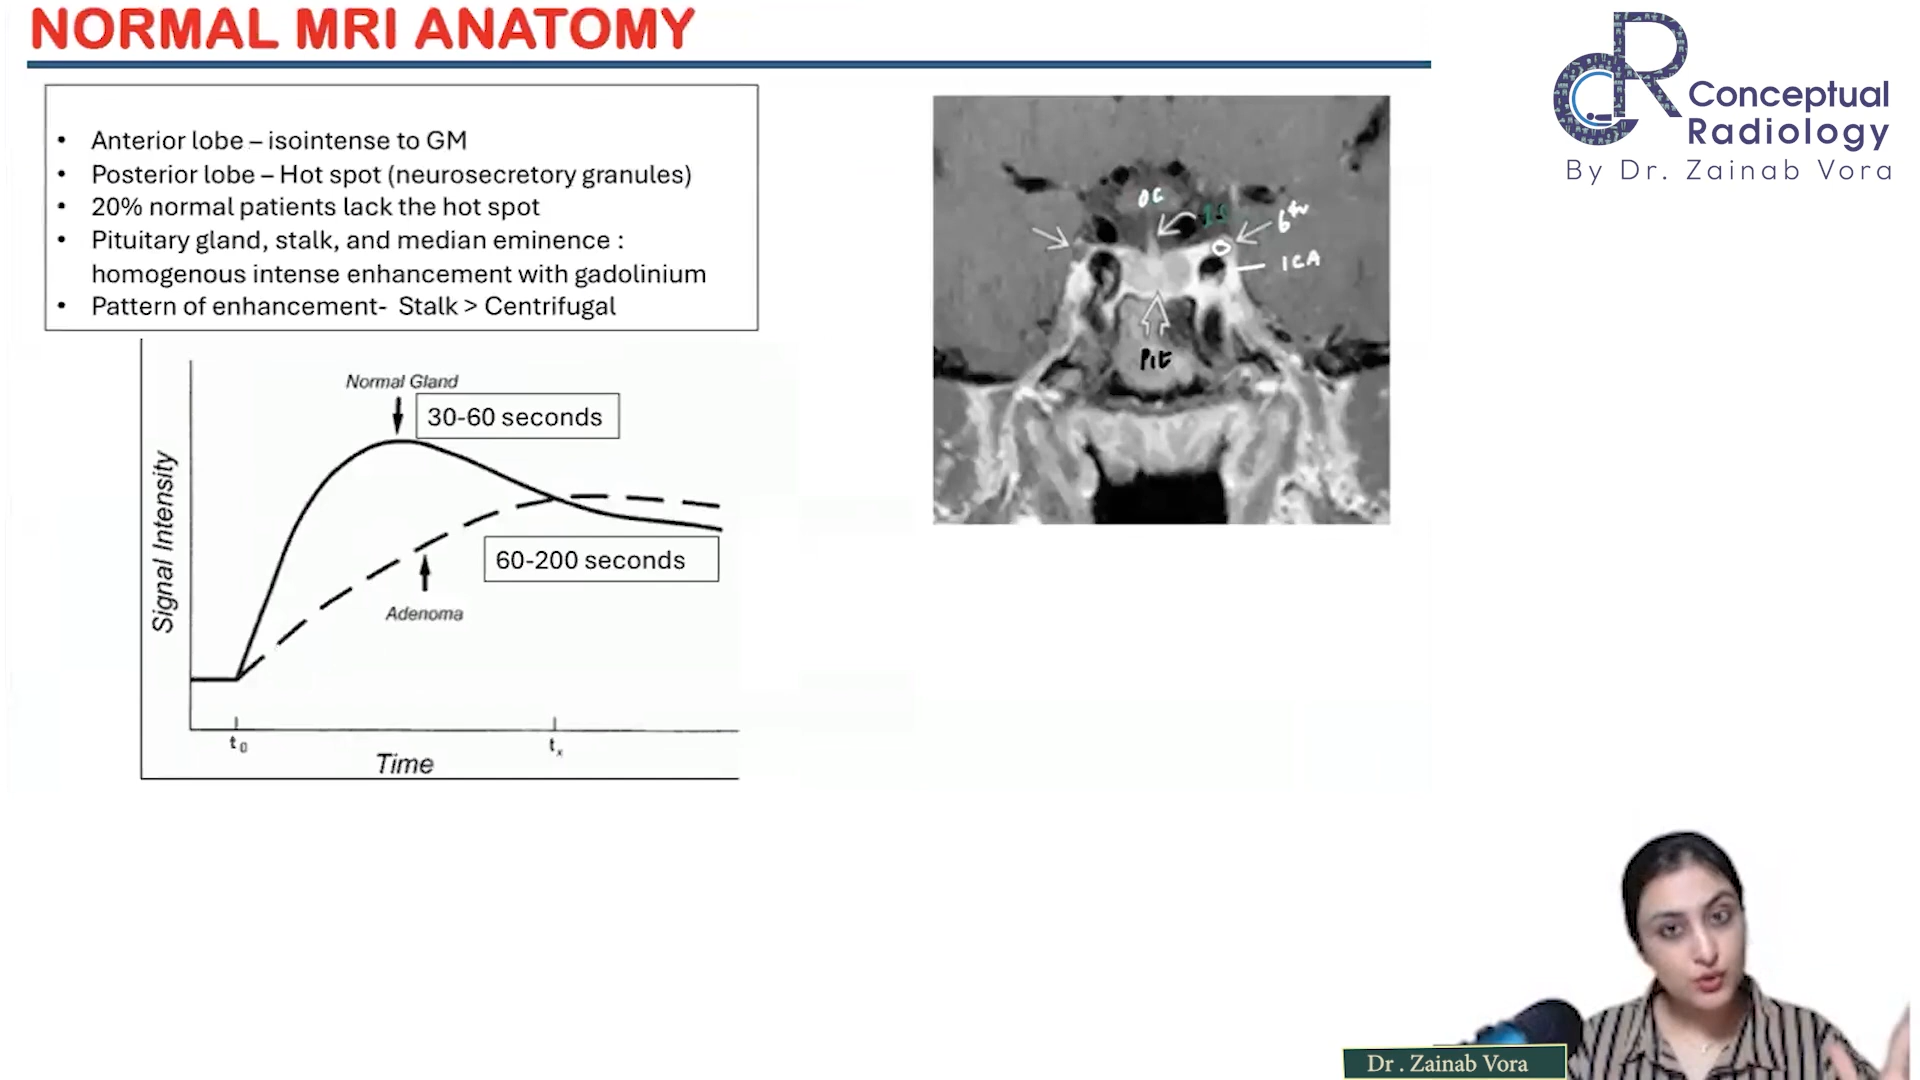 NORMAL MRI ANATOMY
Conceptual
Radiology
By Dr. Zainab Vora
• Anterior lobe – isointense to GM
• Posterior lobe – Hot spot (neurosecretory granules)
• 20% normal patients lack the hot spot
• Pituitary gland, stalk, and median eminence :
homogenous intense enhancement with gadolinium
• Pattern of enhancement- Stalk > Centrifugal
OC
IS
6th
ICA
Pit
Normal Gland
30-60 seconds
Signal Intensity
60-200 seconds
Adenoma
t0
tx
Time
Dr . Zainab Vora